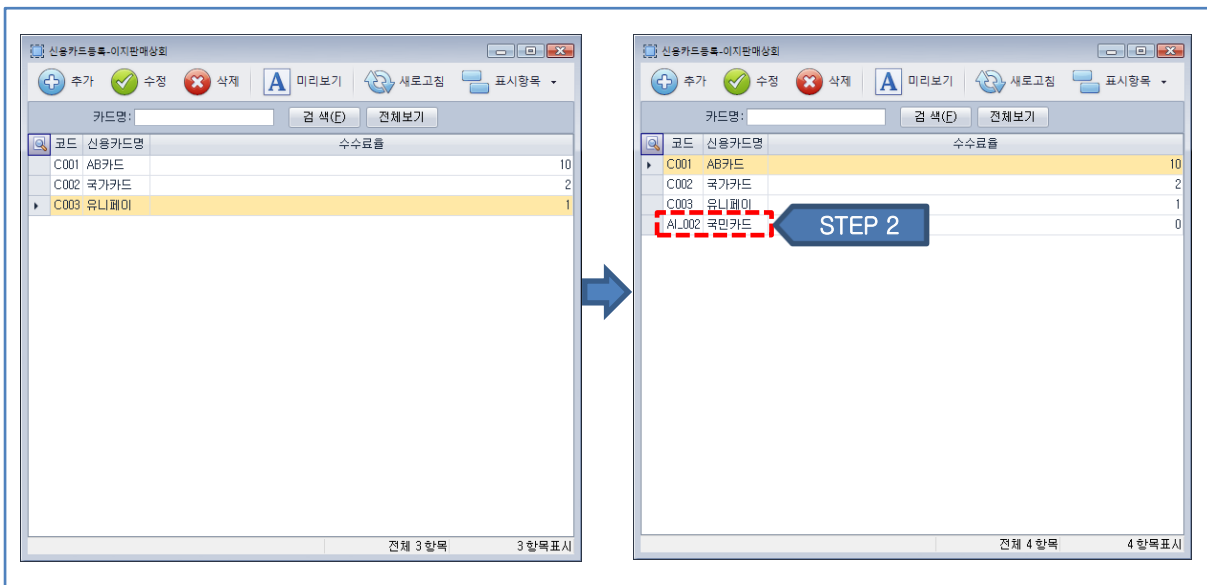 신용카드등록-이지판매상회
추가 수정 삭제 A 미리보기 새로고침 표시항목
카드명: 검 색(F) 전체보기
코드 신용카드명 수수료율
C001 AB카드 10
C002 국가카드 2
C003 유니페이 1
전체 3 항목 3 항목표시
신용카드등록-이지판매상회
추가 수정 삭제 A 미리보기 새로고침 표시항목
카드명: 검 색(F) 전체보기
코드 신용카드명 수수료율
C001 AB카드 10
C002 국가카드 2
C003 유니페이 1
AI_002 국민카드 0
STEP 2
전체 4 항목 4 항목표시